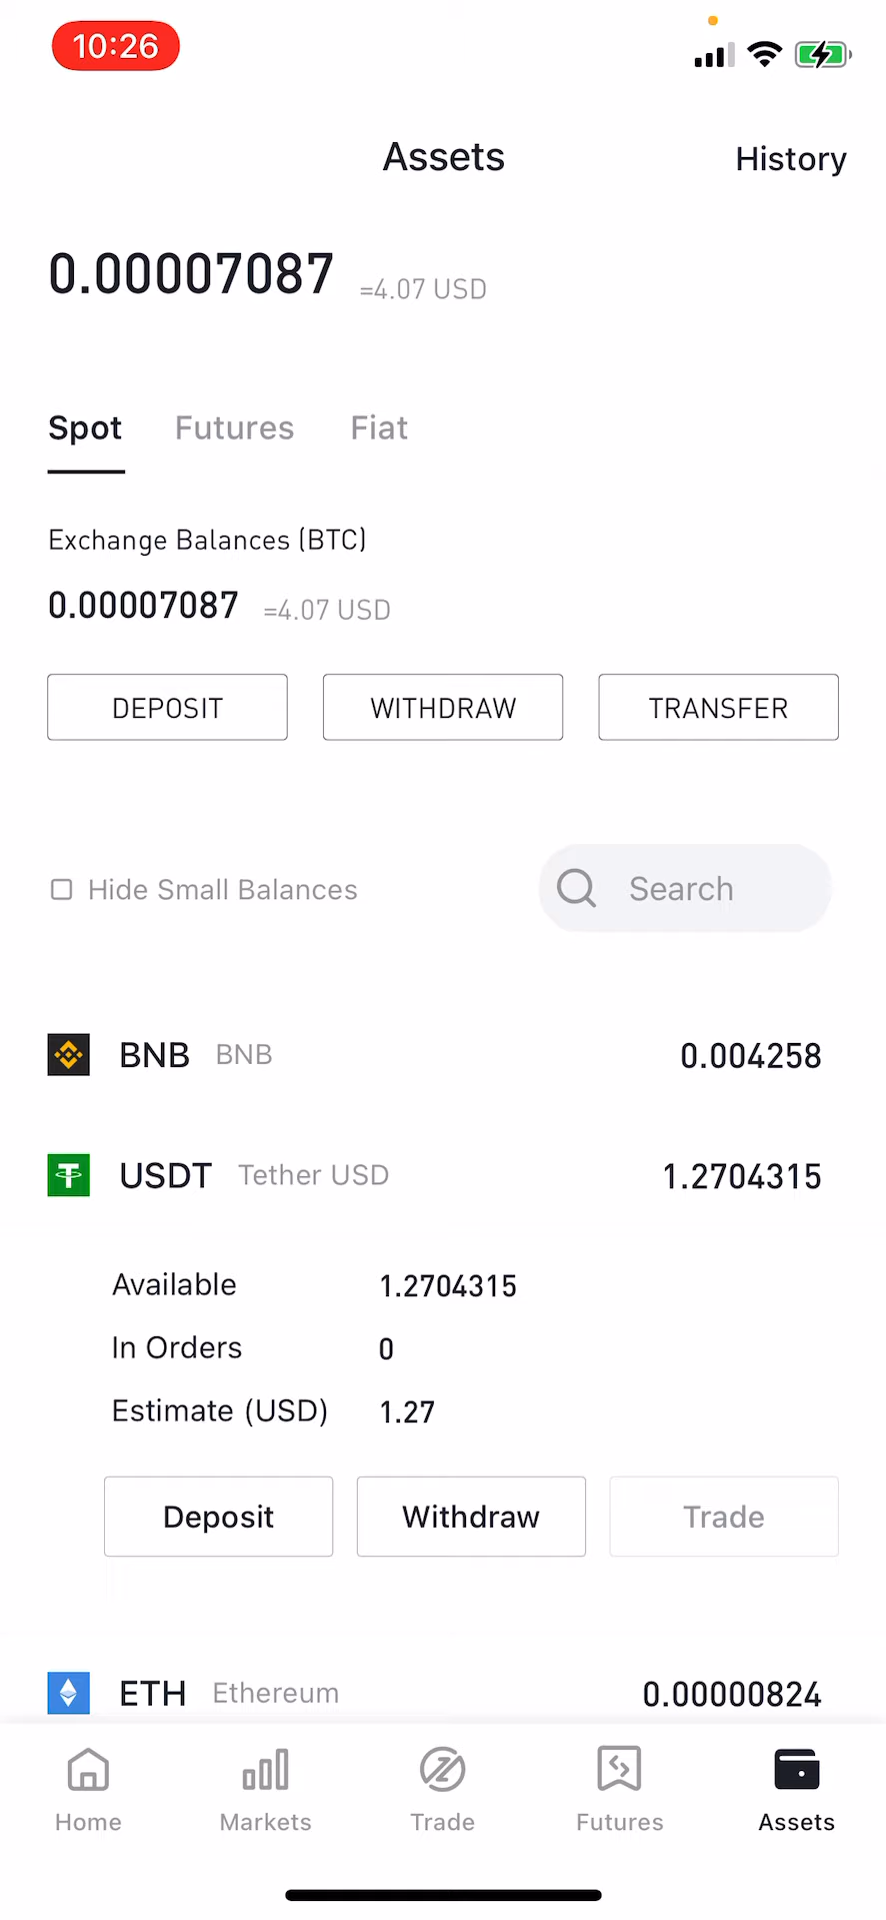 10:26
Assets
History
0.00007087 =4.07 USD
Spot Futures Fiat
Exchange Balances (BTC)
0.00007087 =4.07 USD
DEPOSIT WITHDRAW TRANSFER
Hide Small Balances Search
BNB BNB 0.004258
USDT Tether USD 1.2704315
Available 1.2704315
In Orders 0
Estimate (USD) 1.27
Deposit Withdraw Trade
ETH Ethereum 0.00000824
Home Markets Trade Futures Assets